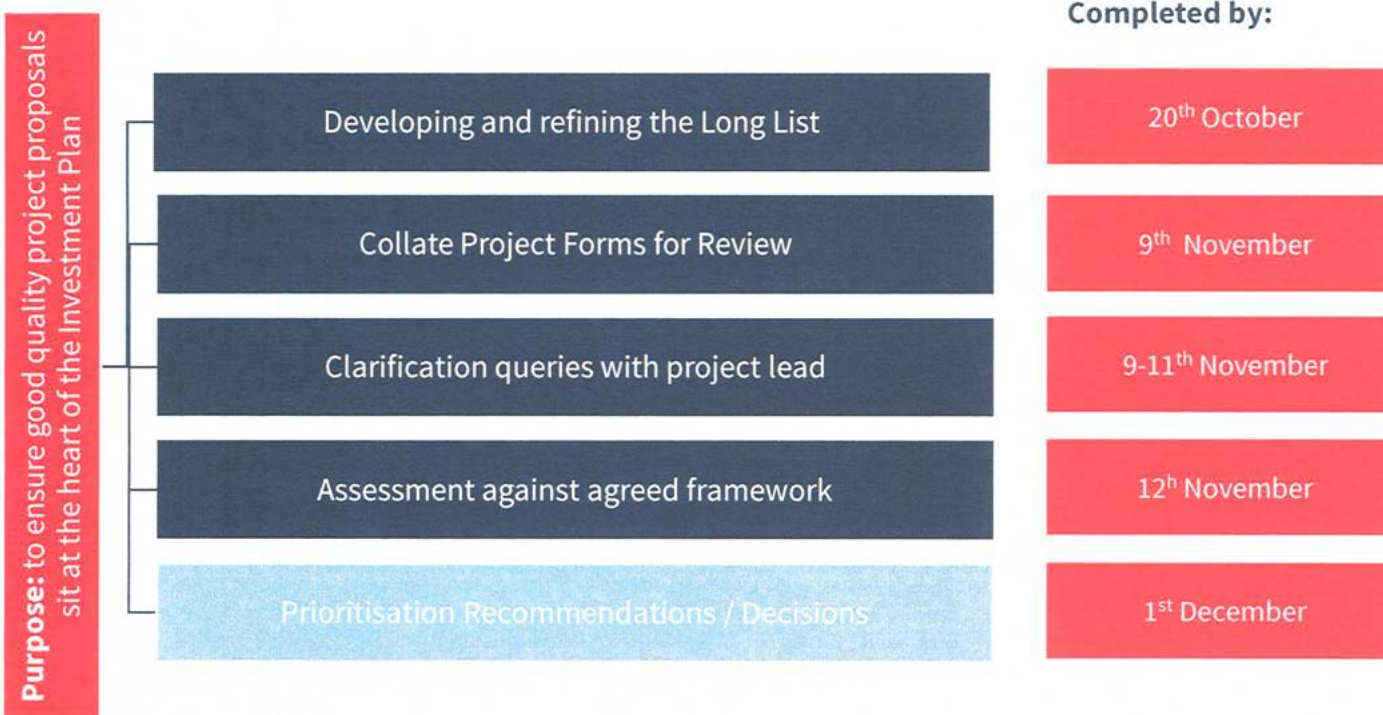 Completed by:
Purpose: to ensure good quality project proposals
sit at the heart of the Investment Plan
Developing and refining the Long List
20th October
Collate Project Forms for Review
9th November
Clarification queries with project lead
9-11th November
Assessment against agreed framework
12h November
Prioritisation Recommendations / Decisions
1st December